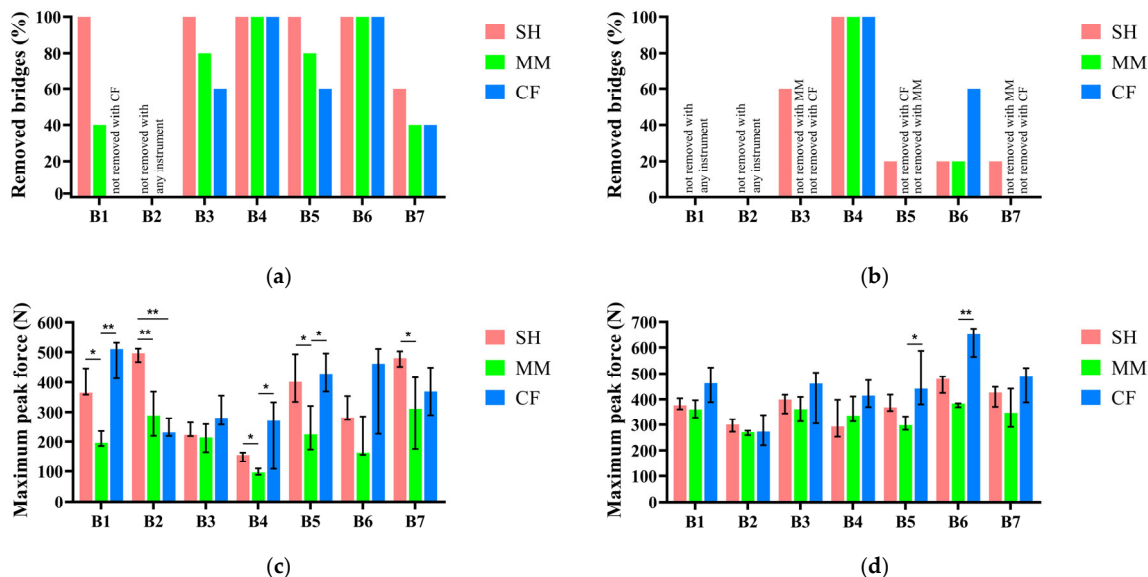 Removed bridges (%)
100
80
60
40
20
0
not removed with CF
not removed with
any instrument
B1
B2
B3
B4
B5
B6
B7
SH
MM
CF
(a)
Removed bridges (%)
100
80
60
40
20
0
not removed with
any instrument
not removed with
any instrument
not removed with MM
not removed with CF
not removed with CF
not removed with MM
not removed with MM
not removed with CF
B1
B2
B3
B4
B5
B6
B7
SH
MM
CF
(b)
Maximum peak force (N)
600
500
400
300
200
100
0
*
**
**
**
*
*
*
*
*
B1
B2
B3
B4
B5
B6
B7
SH
MM
CF
(c)
Maximum peak force (N)
700
600
500
400
300
200
100
0
*
**
B1
B2
B3
B4
B5
B6
B7
SH
MM
CF
(d)